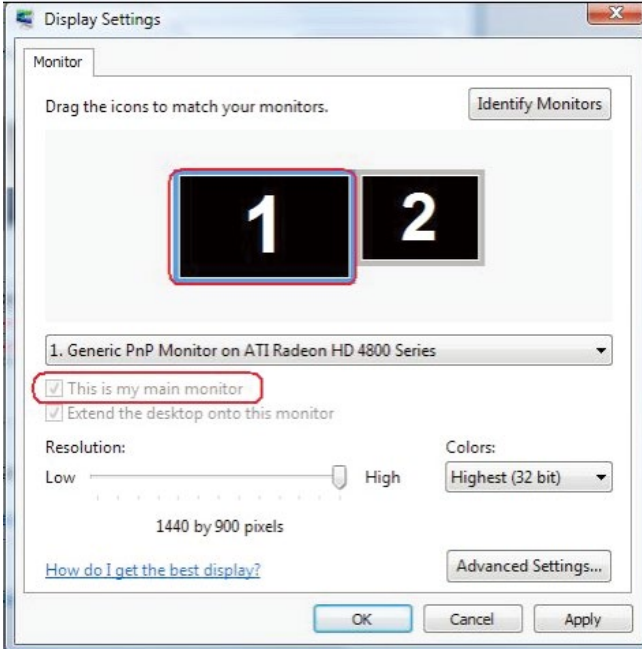 Display Settings
Monitor
Drag the icons to match your monitors.
Identify Monitors
1
2
1. Generic PnP Monitor on ATI Radeon HD 4800 Series
This is my main monitor
Extend the desktop onto this monitor
Resolution:
Colors:
Low
High
Highest (32 bit)
1440 by 900 pixels
How do I get the best display?
Advanced Settings...
OK
Cancel
Apply